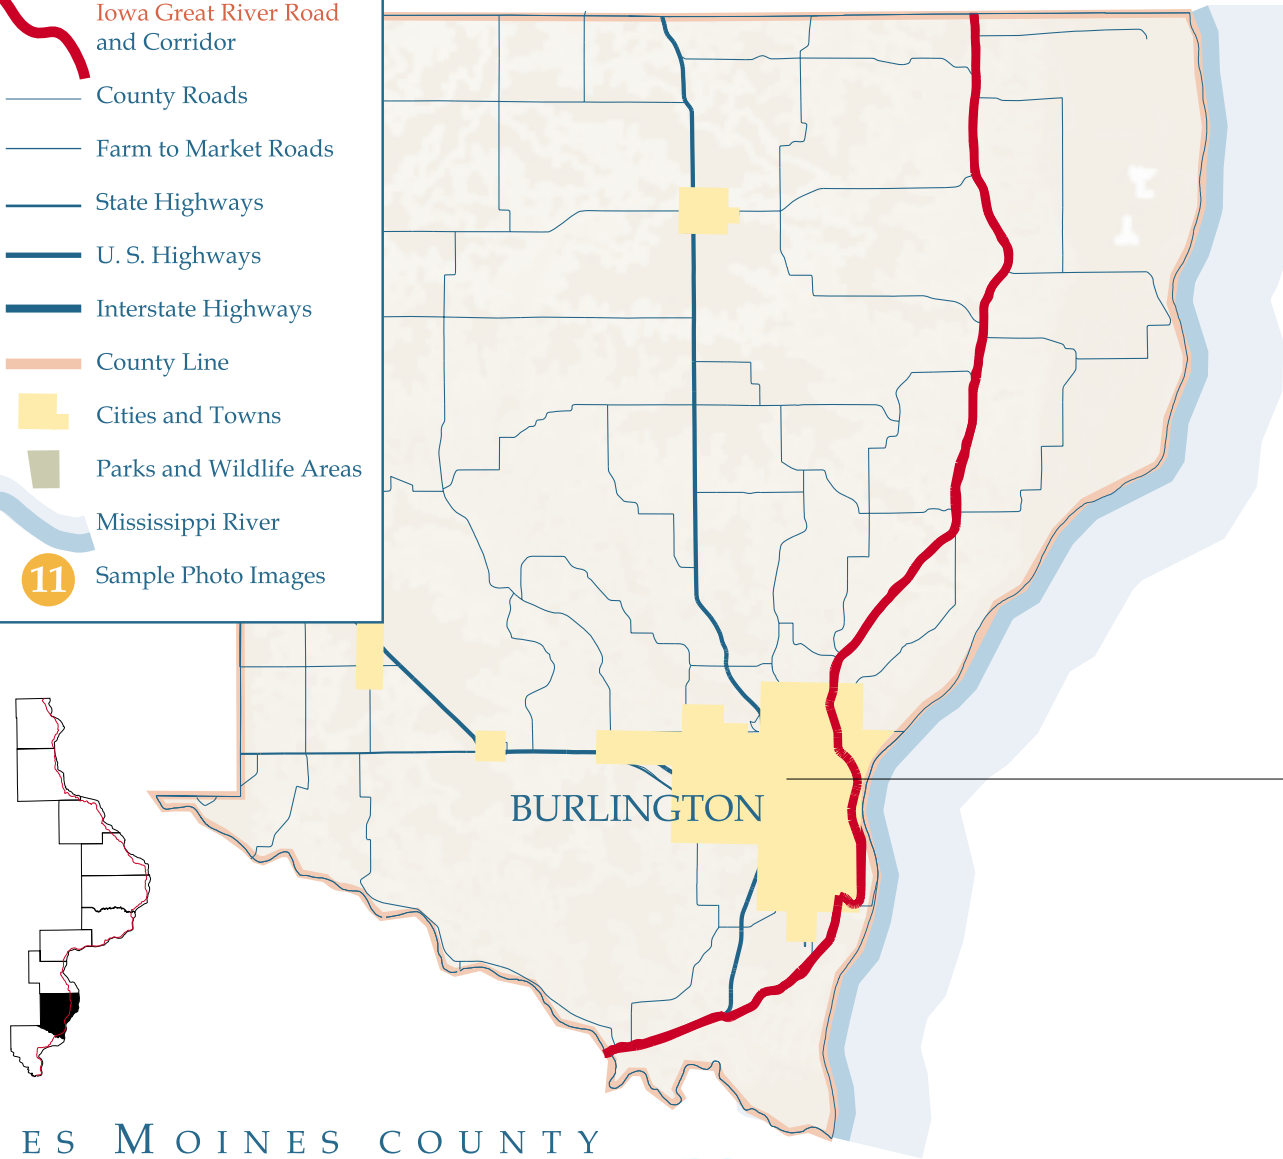 Iowa Great River Road
and Corridor
County Roads
Farm to Market Roads
State Highways
U. S. Highways
Interstate Highways
County Line
Cities and Towns
Parks and Wildlife Areas
Mississippi River
11 Sample Photo Images
BURLINGTON
ES MOINES COUNTY